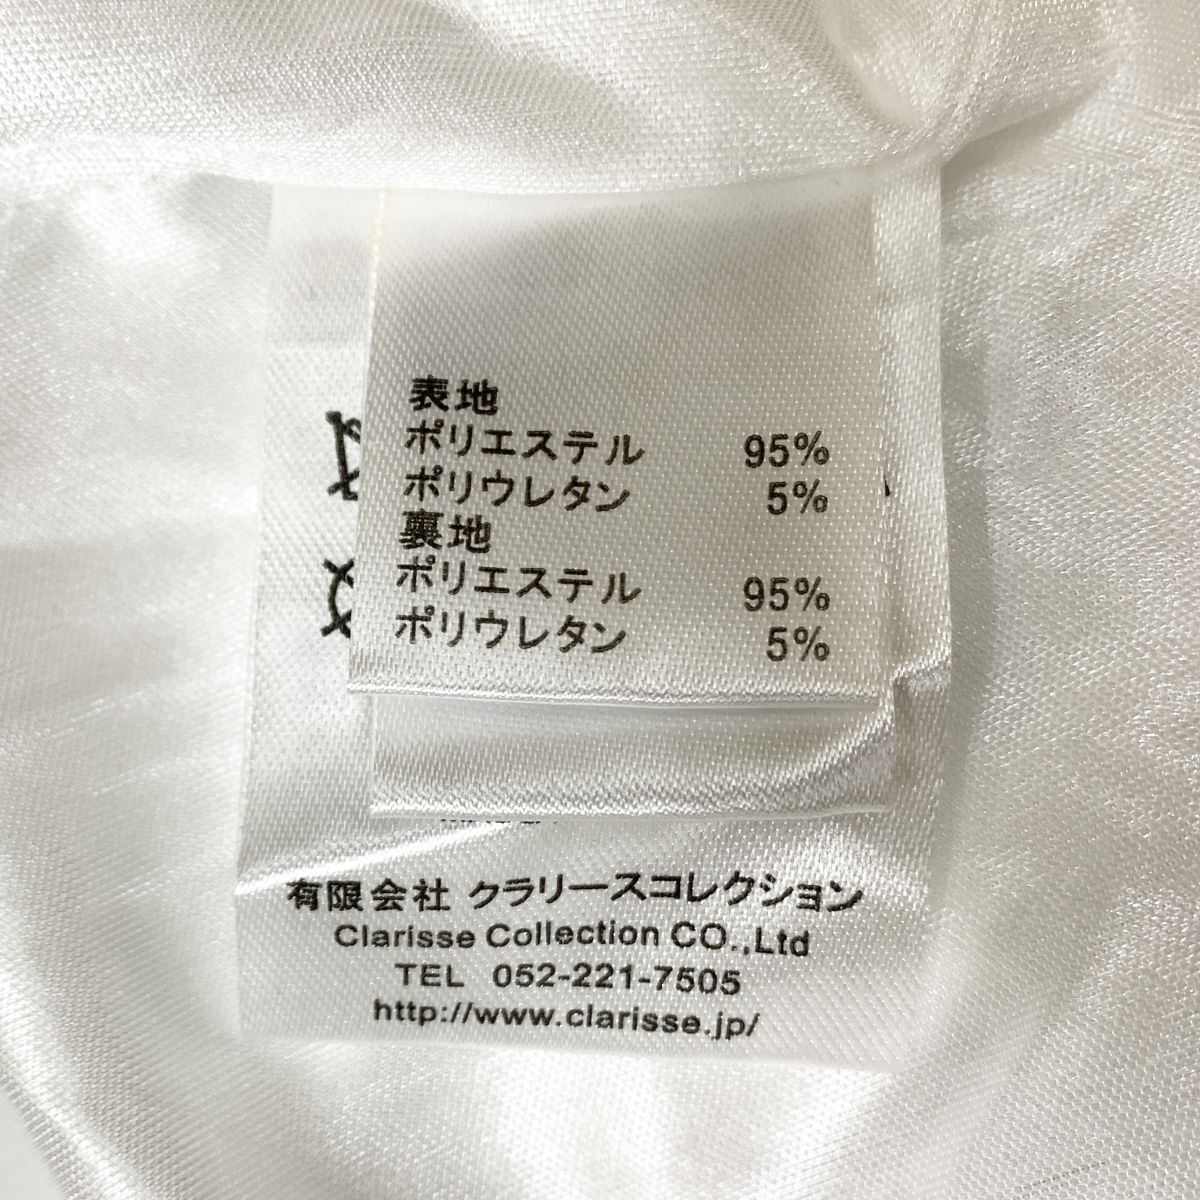 表地
ポリエステル 95%
ポリウレタン 5%
裏地
ポリエステル 95%
ポリウレタン 5%
有限会社 クラリースコレクション
Clarisse Collection CO.,Ltd
TEL 052-221-7505
http://www.clarisse.jp/